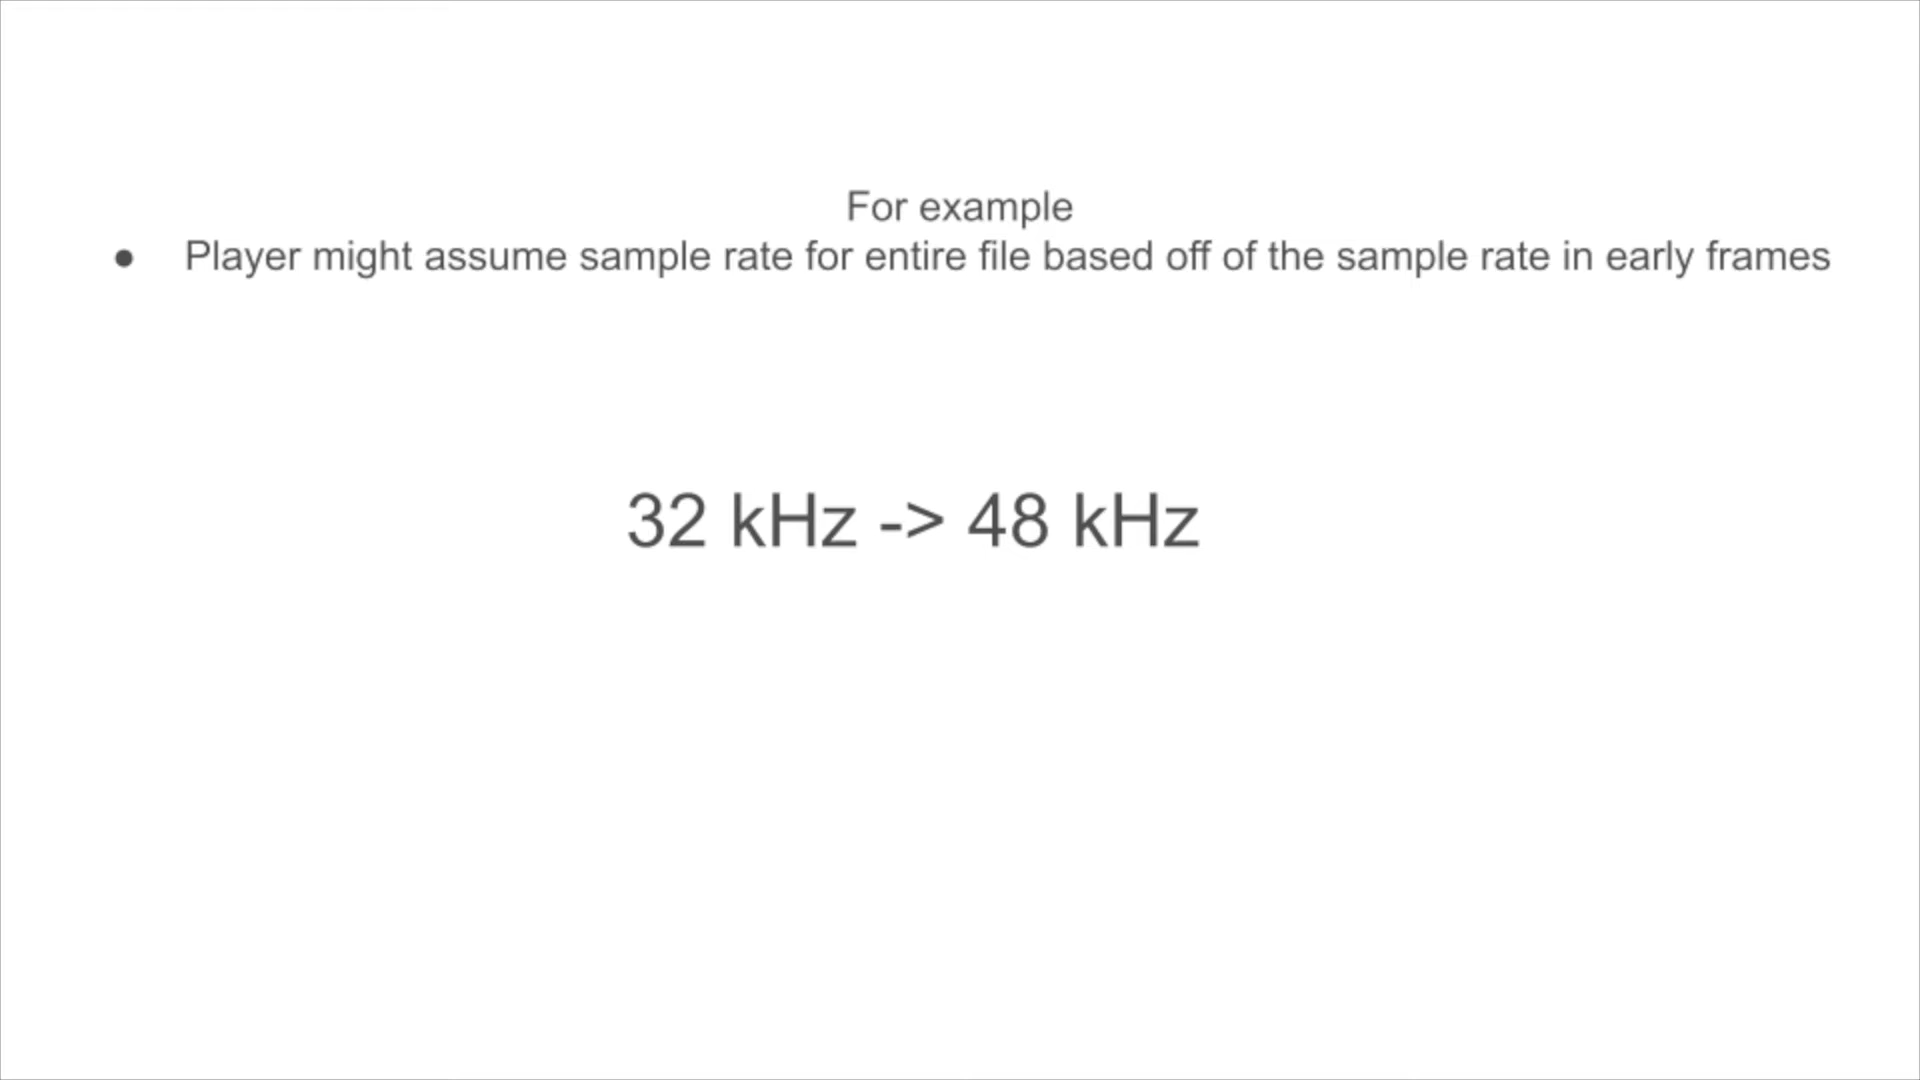 For example
● Player might assume sample rate for entire file based off of the sample rate in early frames
32 kHz -> 48 kHz